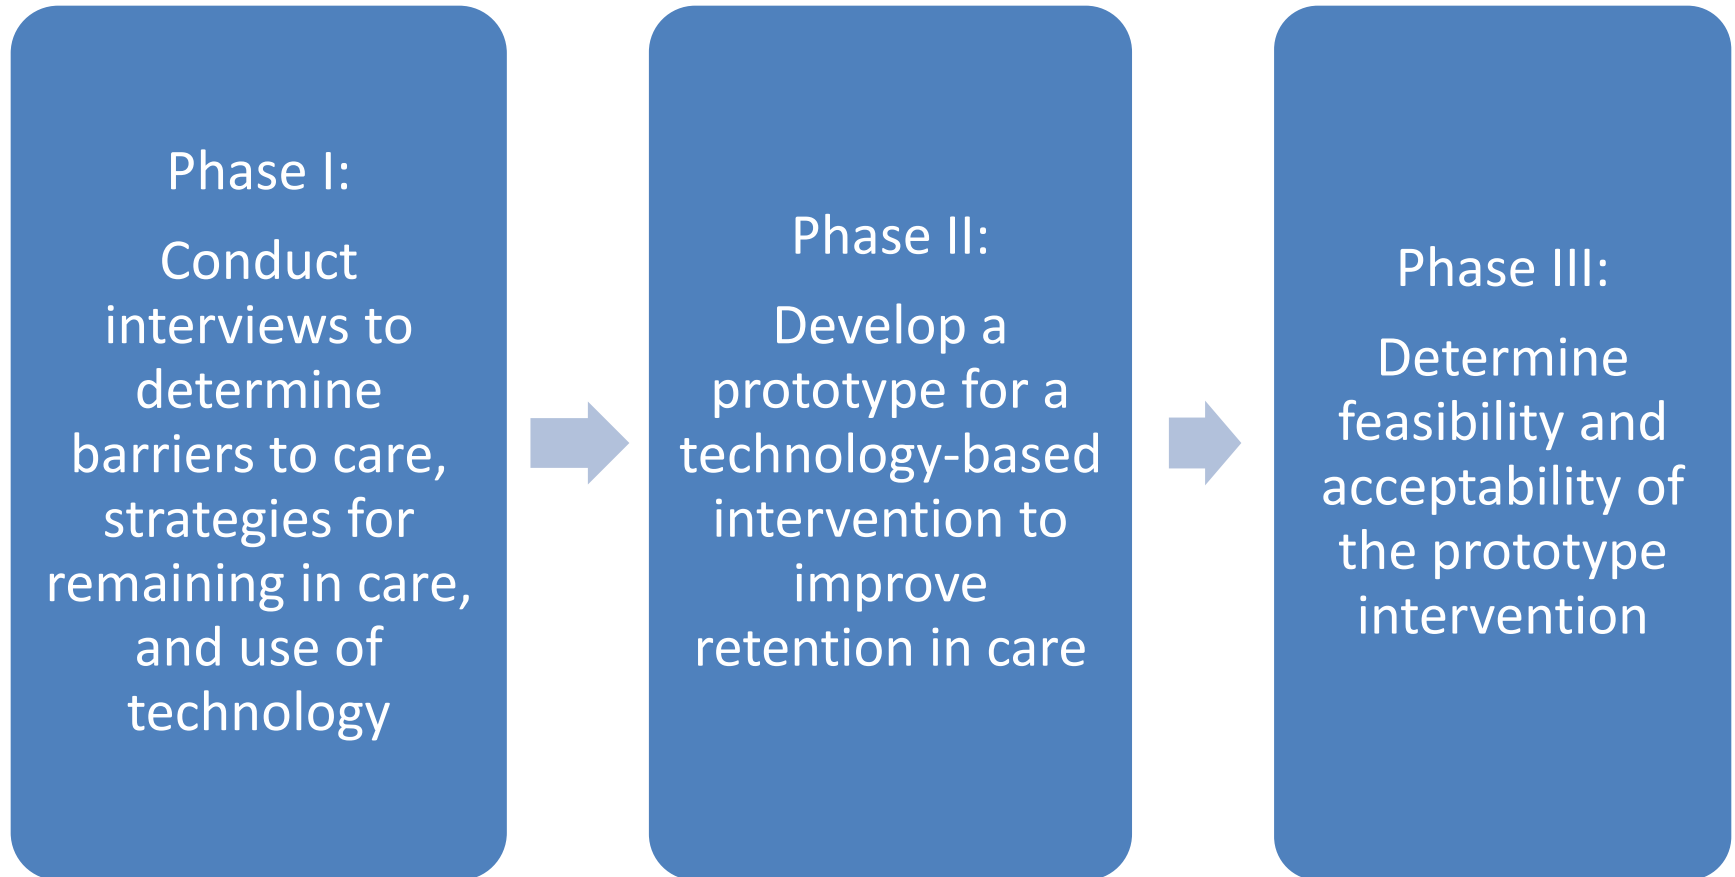 Phase I:
Conduct
interviews to
determine
barriers to care,
strategies for
remaining in care,
and use of
technology
Phase II:
Develop a
prototype for a
technology-based
intervention to
improve
retention in care
Phase III:
Determine
feasibility and
acceptability of
the prototype
intervention